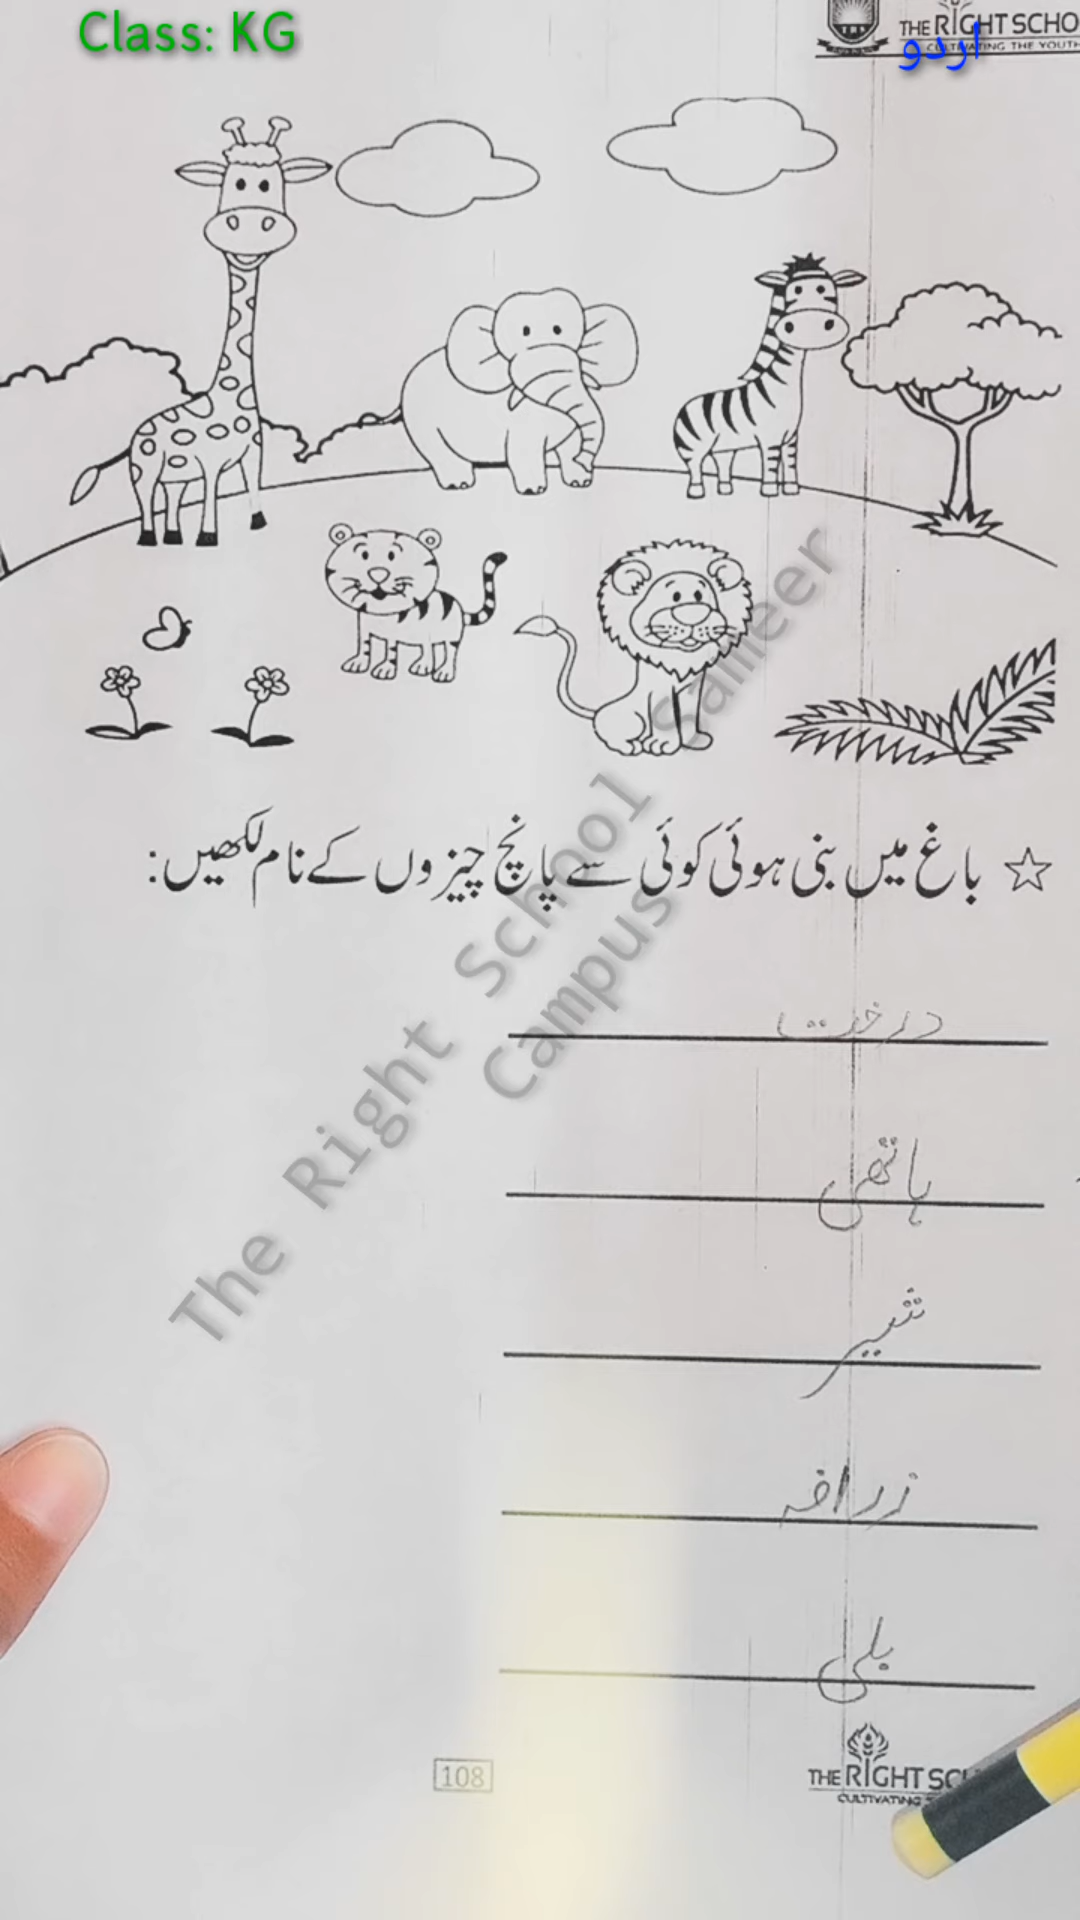 Class: KG
THE RIGHT SCHO
CULTIVATING THE YOUTH
اردو
باغ میں بنی ہوئی کوئی سے پانچ چیزوں کے نام لکھیں:
درخت
ہاتھی
شیر
زرافہ
بلی
The Right School Sameer
Campus
108
THE RIGHT SC
CULTIVATING